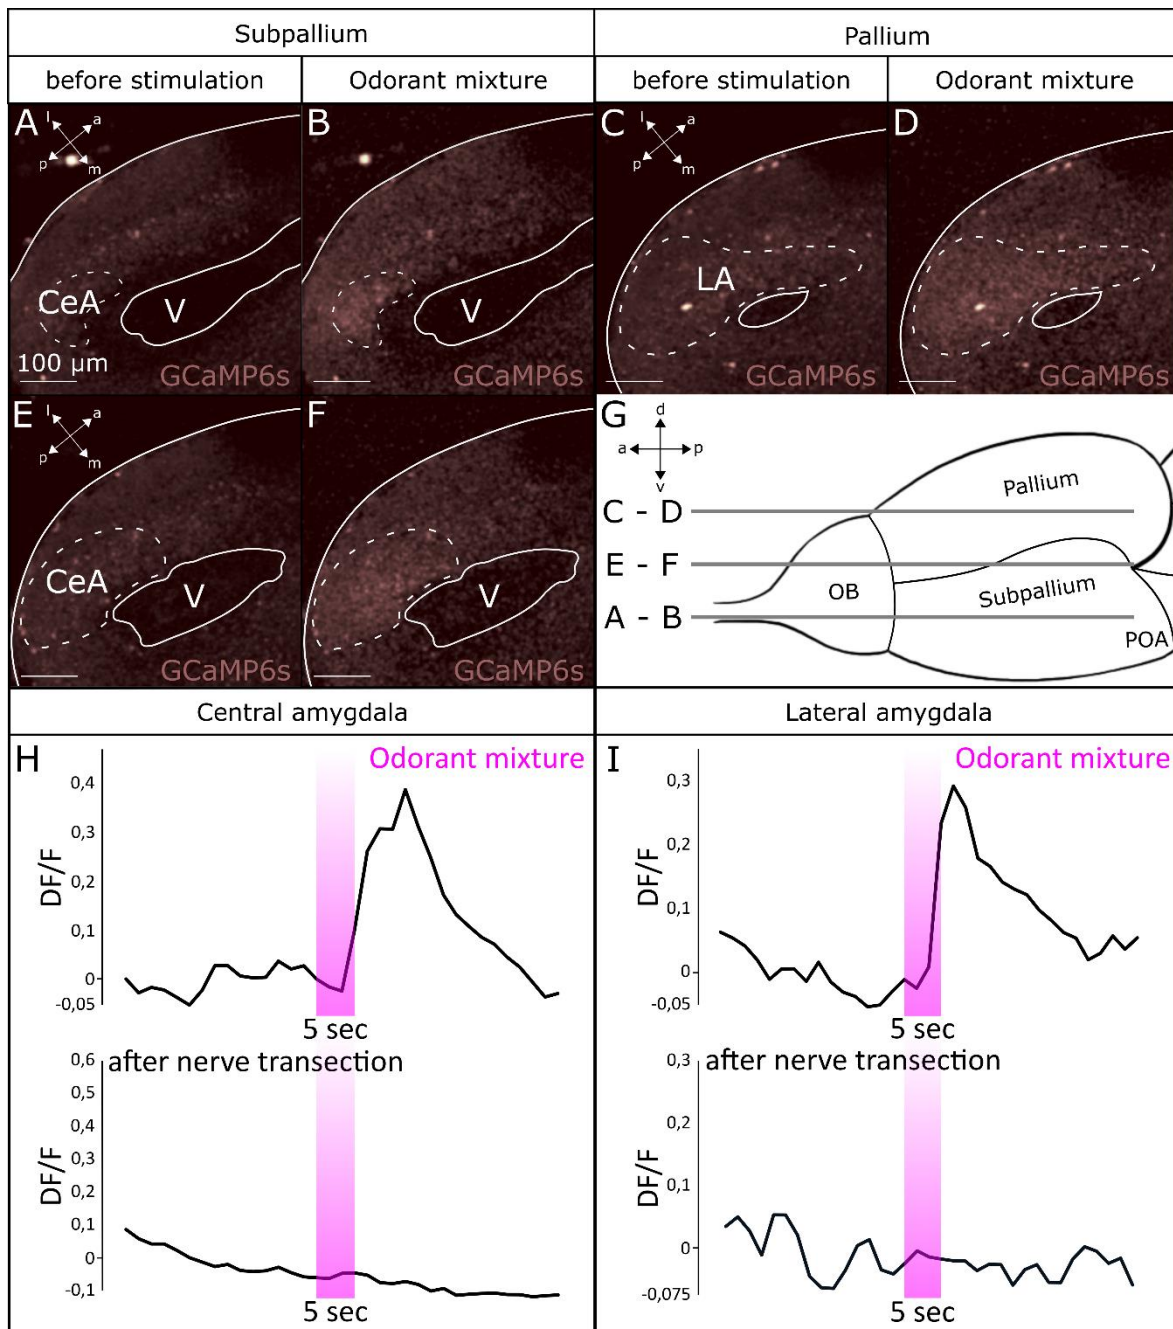 Subpallium
Pallium
before stimulation
Odorant mixture
before stimulation
Odorant mixture
A
l
a
p
m
CeA
V
100 µm
GCaMP6s
B
V
GCaMP6s
C
l
a
p
m
LA
GCaMP6s
D
GCaMP6s
E
l
a
p
m
CeA
V
GCaMP6s
F
V
GCaMP6s
G
d
a
p
v
C - D
E - F
A - B
Pallium
OB
Subpallium
POA
Central amygdala
Lateral amygdala
H
Odorant mixture
DF/F
0,4
0,3
0,2
0,1
0
-0,05
5 sec
after nerve transection
DF/F
0,6
0,5
0,4
0,3
0,2
0,1
0
-0,1
5 sec
I
Odorant mixture
DF/F
0,3
0,2
0,1
0
-0,05
5 sec
after nerve transection
DF/F
0,3
0,2
0,1
0
-0,075
5 sec